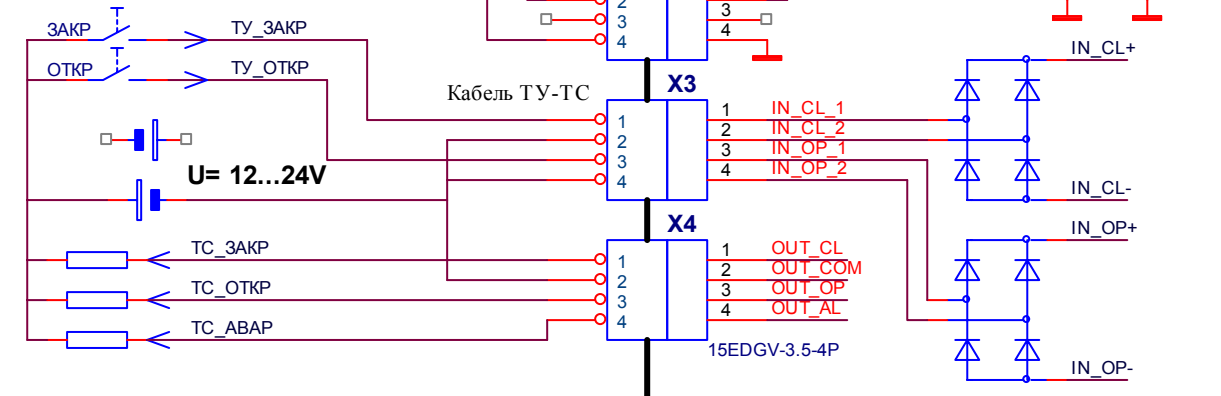 2
3
4
3
4
ЗАКР
ТУ_ЗАКР
ОТКР
ТУ_ОТКР
Кабель ТУ-ТС
U= 12...24V
X3
1
2
3
4
1
2
3
4
IN_CL_1
IN_CL_2
IN_OP_1
IN_OP_2
IN_CL+
IN_CL-
ТС_ЗАКР
ТС_ОТКР
ТС_АВАР
X4
1
2
3
4
1
2
3
4
OUT_CL
OUT_COM
OUT_OP
OUT_AL
15EDGV-3.5-4P
IN_OP+
IN_OP-